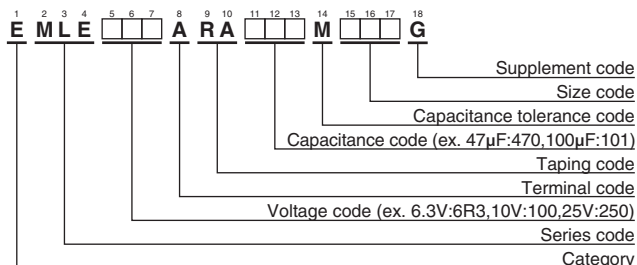 1 2 3 4 5 6 7 8 9 10 11 12 13 14 15 16 17 18
E M L E A R A M G
Supplement code
Size code
Capacitance tolerance code
Capacitance code (ex. 47μF:470,100μF:101)
Taping code
Terminal code
Voltage code (ex. 6.3V:6R3,10V:100,25V:250)
Series code
Category